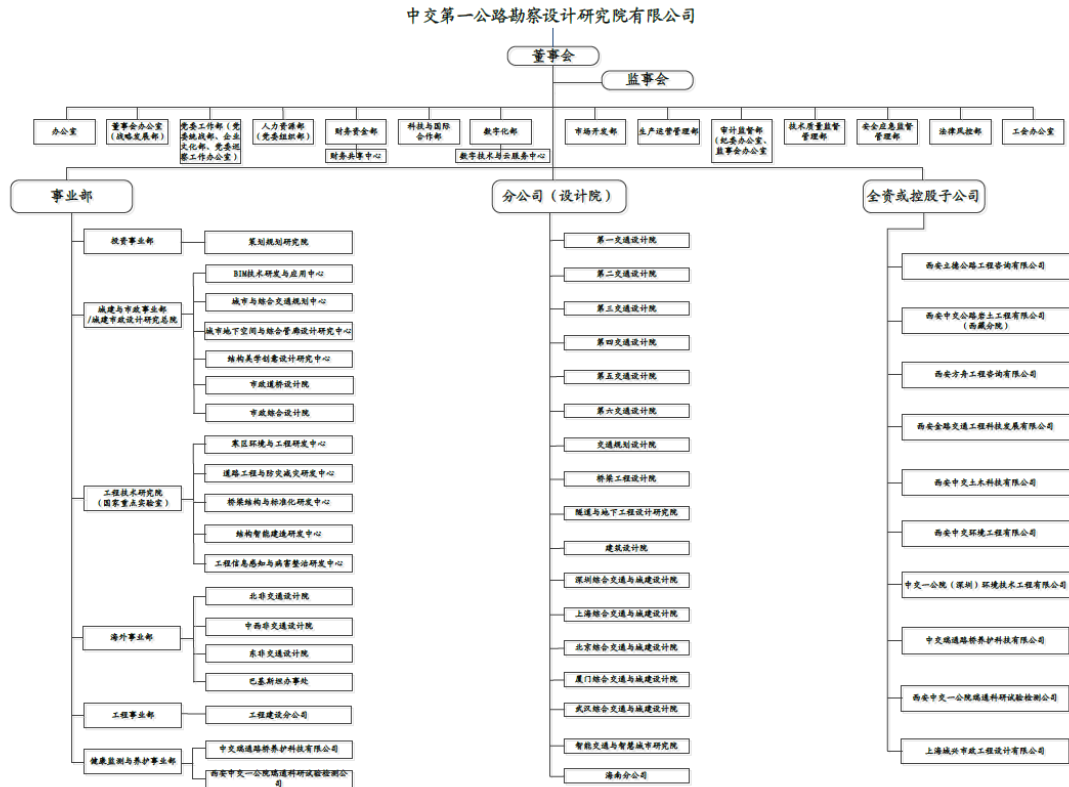 中交第一公路勘察设计研究院有限公司
董事会
监事会
办公室
董事会办公室
(战略发展部)
党委工作部(党
委统战部、企业
文化部、党委巡
察工作办公室)
人力资源部
(党委组织部)
财务资金部
财务共享中心
科技与国际
合作部
数字化部
数字技术与云服务中心
市场开发部
生产运营管理部
审计监督部
(纪委办公室、
监事会办公室
技术质量监督
管理部
安全应急监督
管理部
法律风控部
工会办公室
事业部
投资事业部
策划规划研究院
城建与市政事业部
/城建市政设计研究总院
BIM技术研发与应用中心
城市与综合交通规划中心
城市地下空间与综合管廊设计研究中心
结构美学创意设计研究中心
市政道桥设计院
市政综合设计院
工程技术研究院
(国家重点实验室)
寒区环境与工程研发中心
道路工程与防灾减灾研发中心
桥梁结构与标准化研发中心
结构智能建造研发中心
工程信息感知与病害整治研发中心
海外事业部
北非交通设计院
中西非交通设计院
东非交通设计院
巴基斯坦办事处
工程事业部
工程建设分公司
健康监测与养护事业部
中交瑞通路桥养护科技有限公司
西安中交一公院瑞通科研试验检测公
司
分公司(设计院)
第一交通设计院
第二交通设计院
第三交通设计院
第四交通设计院
第五交通设计院
第六交通设计院
交通规划设计院
桥梁工程设计院
隧道与地下工程设计研究院
建筑设计院
深圳综合交通与城建设计院
上海综合交通与城建设计院
北京综合交通与城建设计院
厦门综合交通与城建设计院
武汉综合交通与城建设计院
智能交通与智慧城市研究院
海南分公司
全资或控股子公司
西安立德公路工程咨询有限公司
西安中交公路岩土工程有限公司
(西藏分院)
西安方舟工程咨询有限公司
西安金路交通工程科技发展有限公司
西安中交土木科技有限公司
西安中交环境工程有限公司
中交一公院(深圳)环境技术工程有限公司
中交瑞通路桥养护科技有限公司
西安中交一公院瑞通科研试验检测公司
上海城兴市政工程设计有限公司